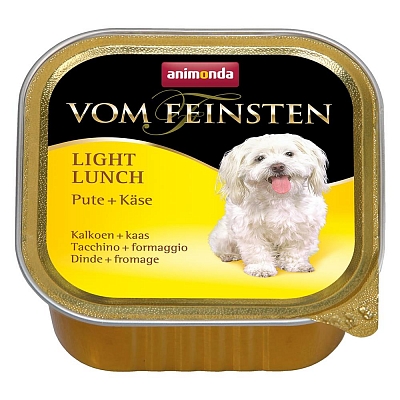 animonda
VOM FEINSTEN
LIGHT
LUNCH
Pute + Käse
Kalkoen + kaas
Tacchino + formaggio
Dinde + fromage